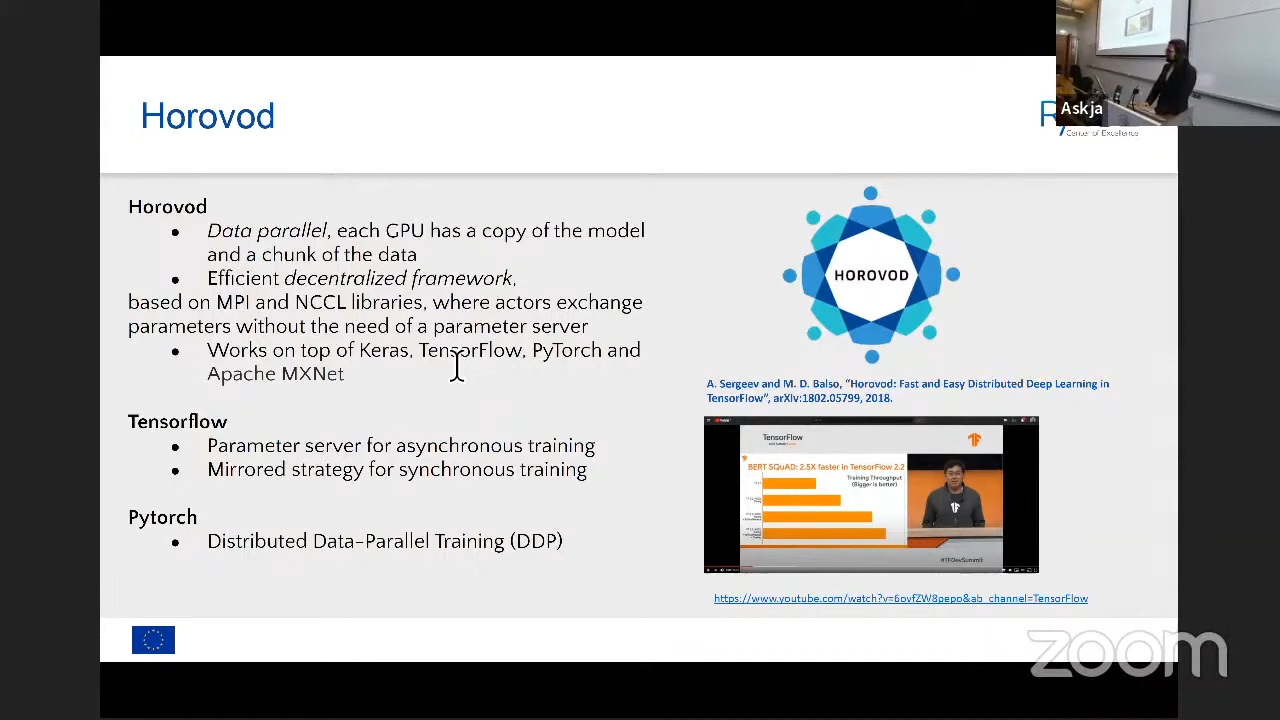 Horovod
Askja
R
Center of Excellence
Horovod
● Data parallel, each GPU has a copy of the model
and a chunk of the data
● Efficient decentralized framework,
based on MPI and NCCL libraries, where actors exchange
parameters without the need of a parameter server
● Works on top of Keras, TensorFlow, PyTorch and
Apache MXNet
Tensorflow
● Parameter server for asynchronous training
● Mirrored strategy for synchronous training
Pytorch
● Distributed Data-Parallel Training (DDP)
HOROVOD
A. Sergeev and M. D. Balso, “Horovod: Fast and Easy Distributed Deep Learning in
TensorFlow”, arXiv:1802.05799, 2018.
TensorFlow
BERT SQuAD: 2.5X faster in TensorFlow 2.2
Training Throughput
(Bigger is better)
#TFDevSummit
https://www.youtube.com/watch?v=6ovfZW8pepo&ab_channel=TensorFlow
zoom